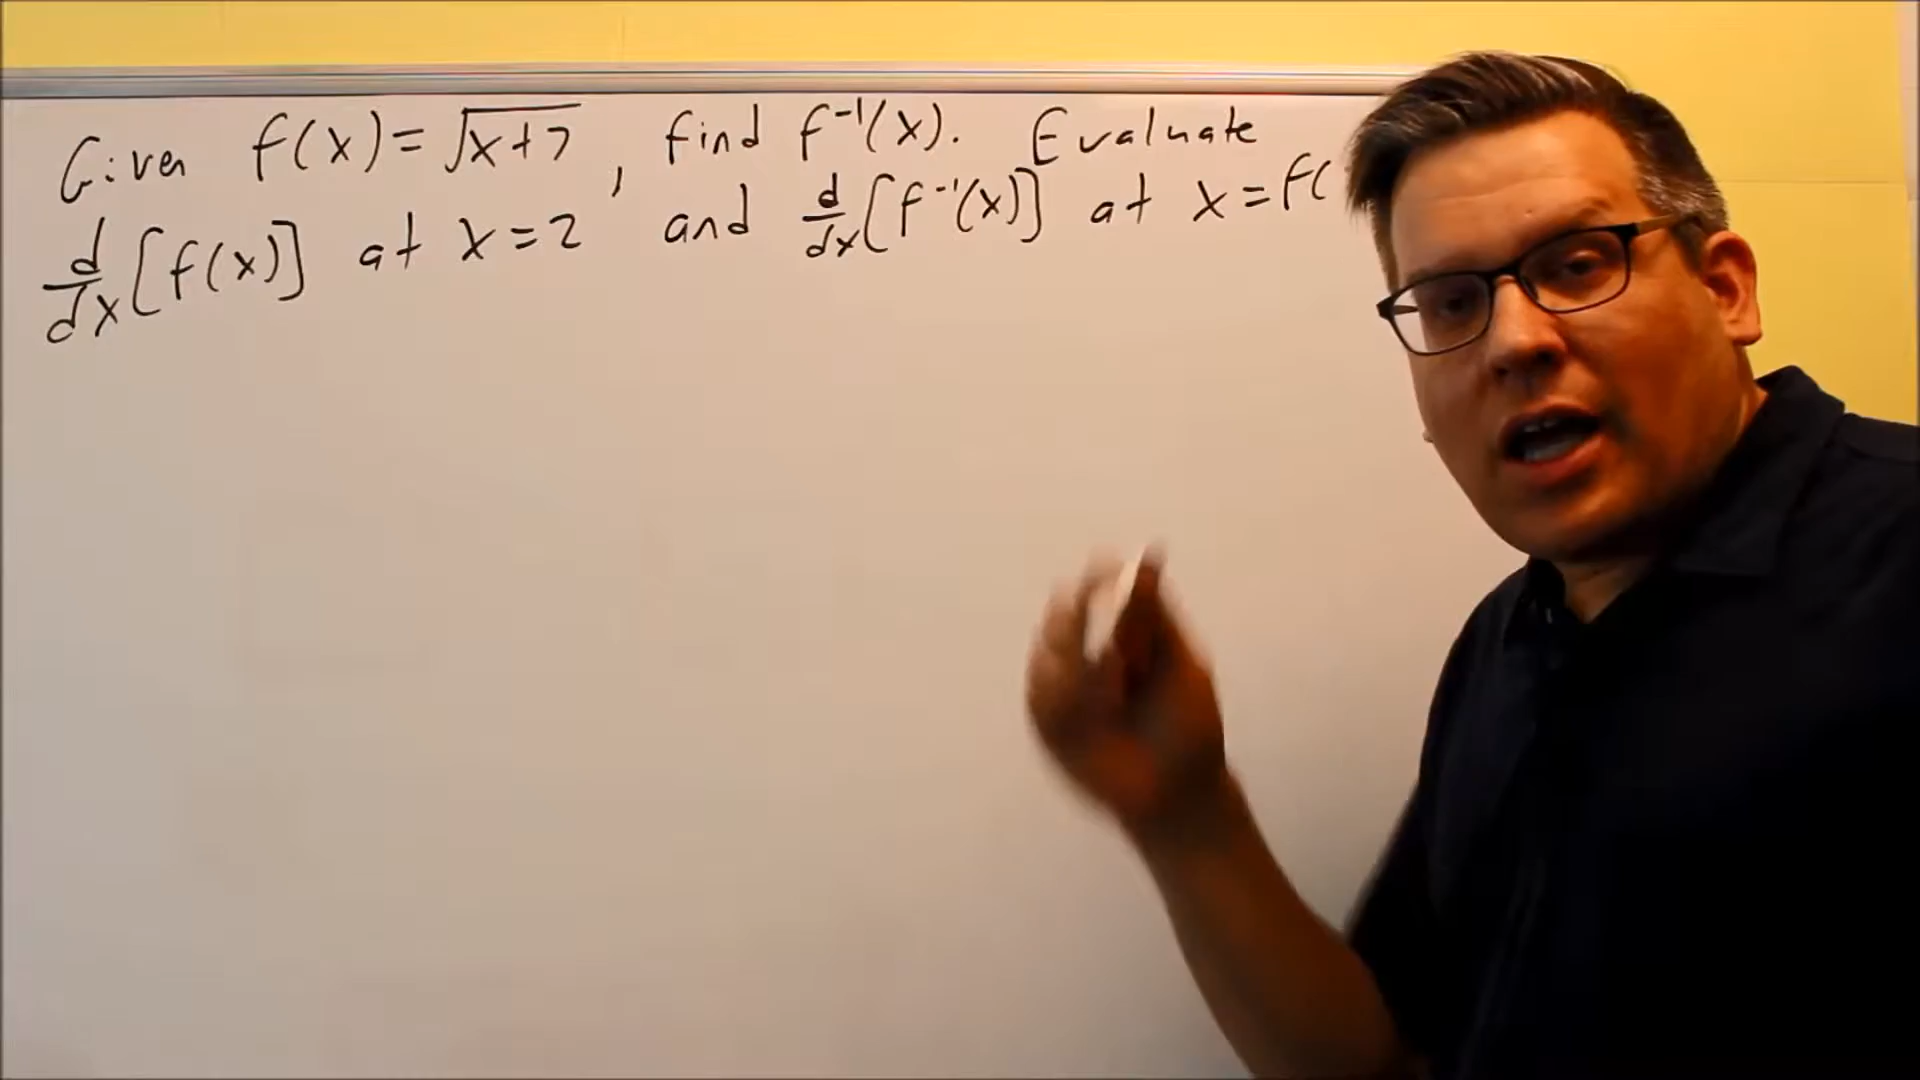 Given f(x)=√x+7, find f⁻¹(x). Evaluate
d/dx[f(x)] at x=2 and d/dx[f⁻¹(x)] at x=f(